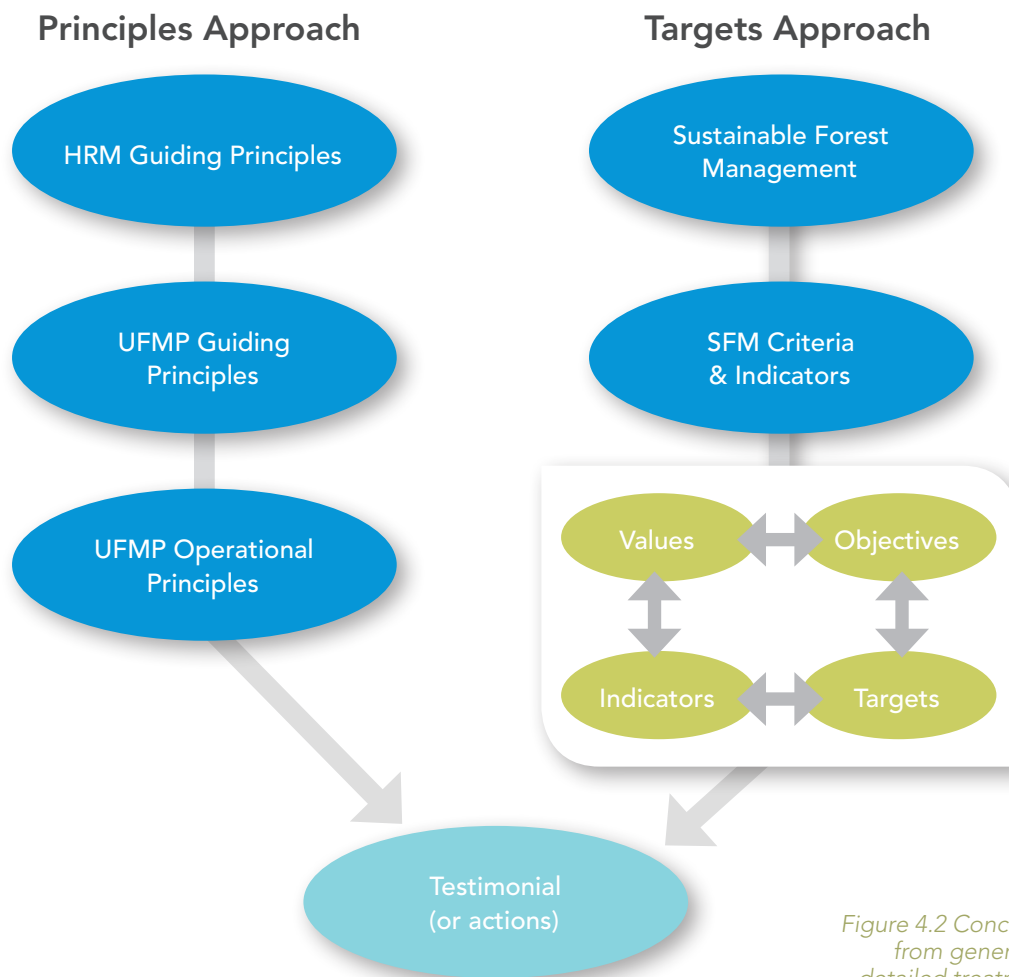 Principles Approach
Targets Approach
HRM Guiding Principles
Sustainable Forest
Management
UFMP Guiding
Principles
SFM Criteria
& Indicators
UFMP Operational
Principles
Values
Objectives
Indicators
Targets
Testimonial
(or actions)
Figure 4.2 Conc
from gener